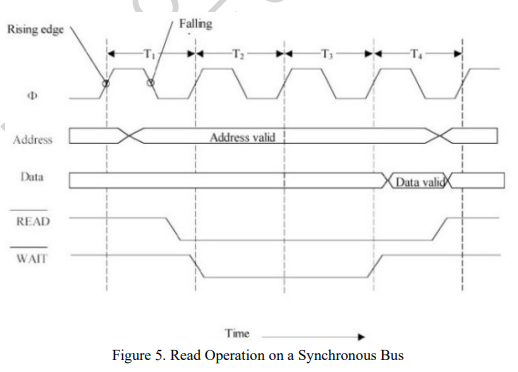 Falling
Rising edge
T₁ T₂ T₃ T₄
Φ
Address
Address valid
Data
Data valid
READ
WAIT
Time
Figure 5. Read Operation on a Synchronous Bus